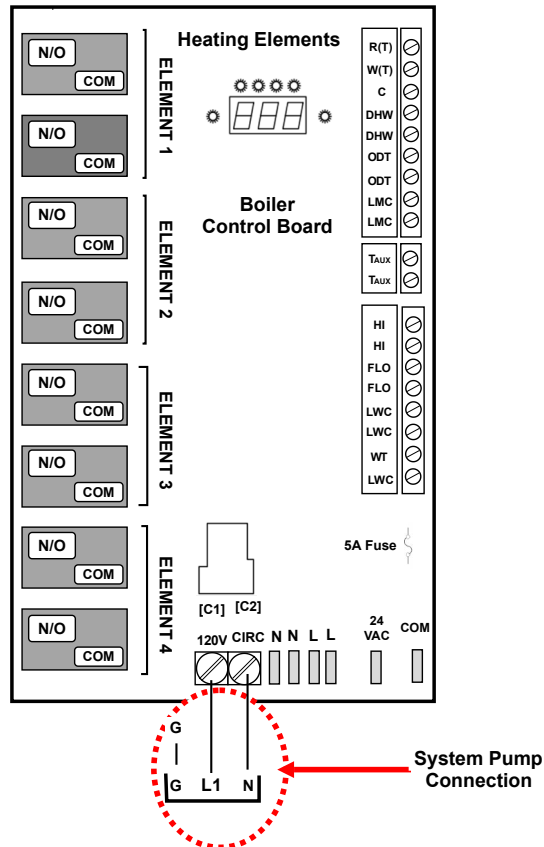 Heating Elements
Boiler
Control Board
N/O
COM
N/O
COM
ELEMENT 1
N/O
COM
N/O
COM
ELEMENT 2
N/O
COM
N/O
COM
ELEMENT 3
N/O
COM
N/O
COM
ELEMENT 4
R(T)
W(T)
C
DHW
DHW
ODT
ODT
LMC
LMC
TAUX
TAUX
HI
HI
FLO
FLO
LWC
LWC
WT
LWC
5A Fuse
[C1] [C2]
120V CIRC N N L L
24
VAC
COM
G
G L1 N
System Pump
Connection